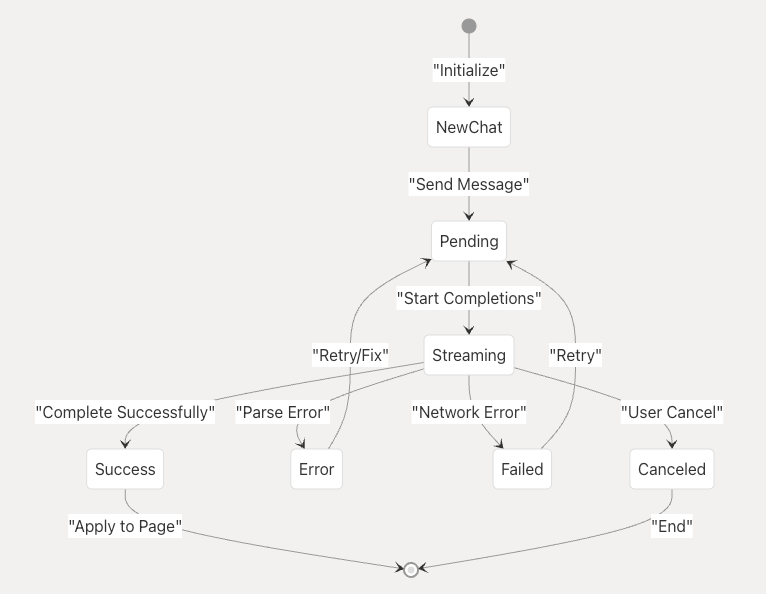 "Initialize"
NewChat
"Send Message"
Pending
"Start Completions"
"Retry/Fix"
Streaming
"Retry"
"Complete Successfully"
"Parse Error"
"Network Error"
"User Cancel"
Success
Error
Failed
Canceled
"Apply to Page"
"End"